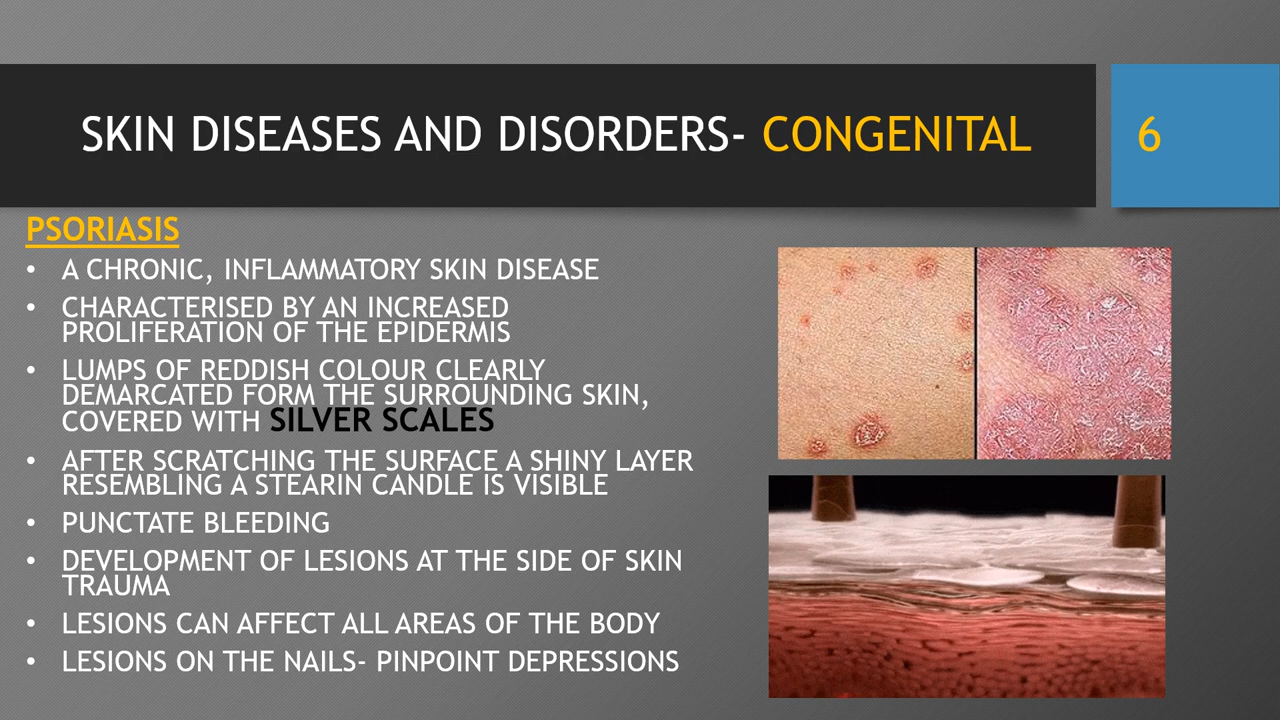 SKIN DISEASES AND DISORDERS- CONGENITAL
6
PSORIASIS
• A CHRONIC, INFLAMMATORY SKIN DISEASE
• CHARACTERISED BY AN INCREASED
PROLIFERATION OF THE EPIDERMIS
• LUMPS OF REDDISH COLOUR CLEARLY
DEMARCATED FORM THE SURROUNDING SKIN,
COVERED WITH SILVER SCALES
• AFTER SCRATCHING THE SURFACE A SHINY LAYER
RESEMBLING A STEARIN CANDLE IS VISIBLE
• PUNCTATE BLEEDING
• DEVELOPMENT OF LESIONS AT THE SIDE OF SKIN
TRAUMA
• LESIONS CAN AFFECT ALL AREAS OF THE BODY
• LESIONS ON THE NAILS- PINPOINT DEPRESSIONS